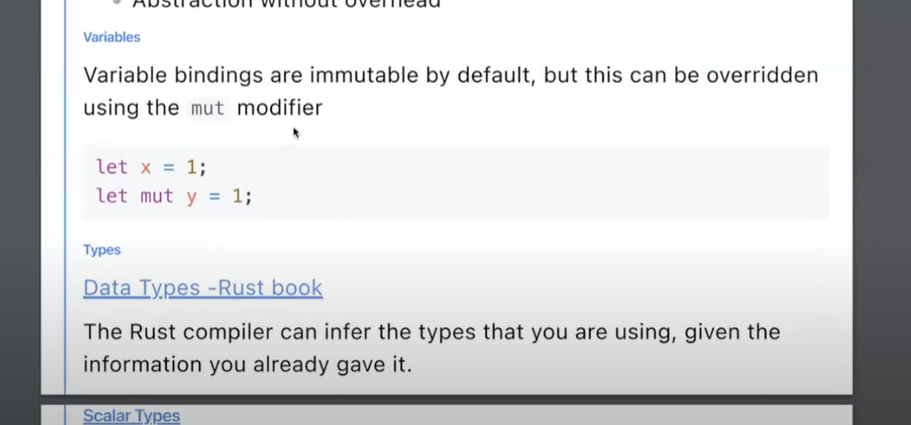 Abstraction without overhead
Variables
Variable bindings are immutable by default, but this can be overridden
using the mut modifier
let x = 1;
let mut y = 1;
Types
Data Types -Rust book
The Rust compiler can infer the types that you are using, given the
information you already gave it.
Scalar Types